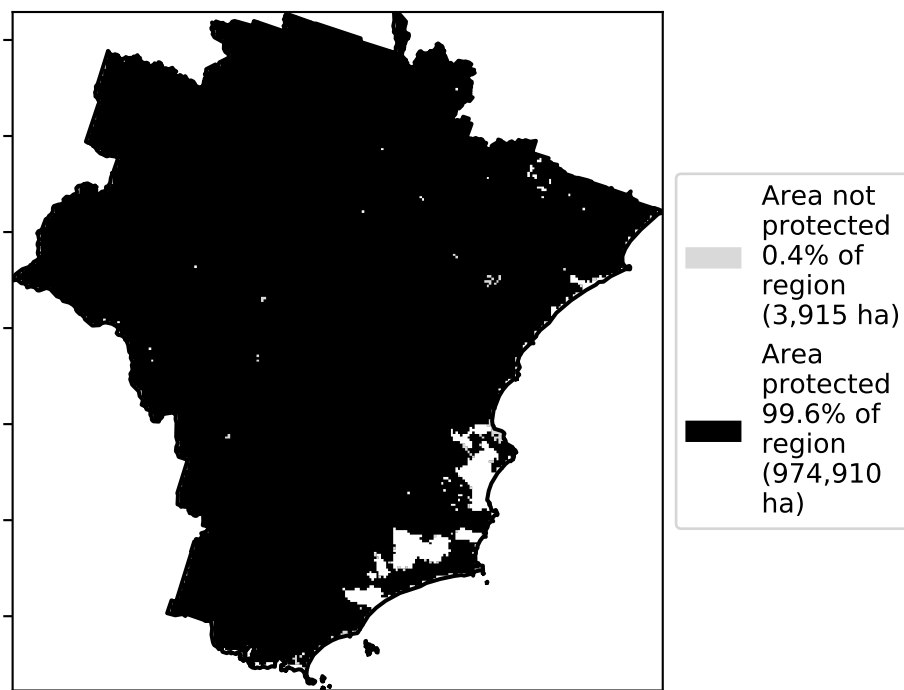 Area not
protected
0.4% of
region
(3,915 ha)
Area
protected
99.6% of
region
(974,910
ha)